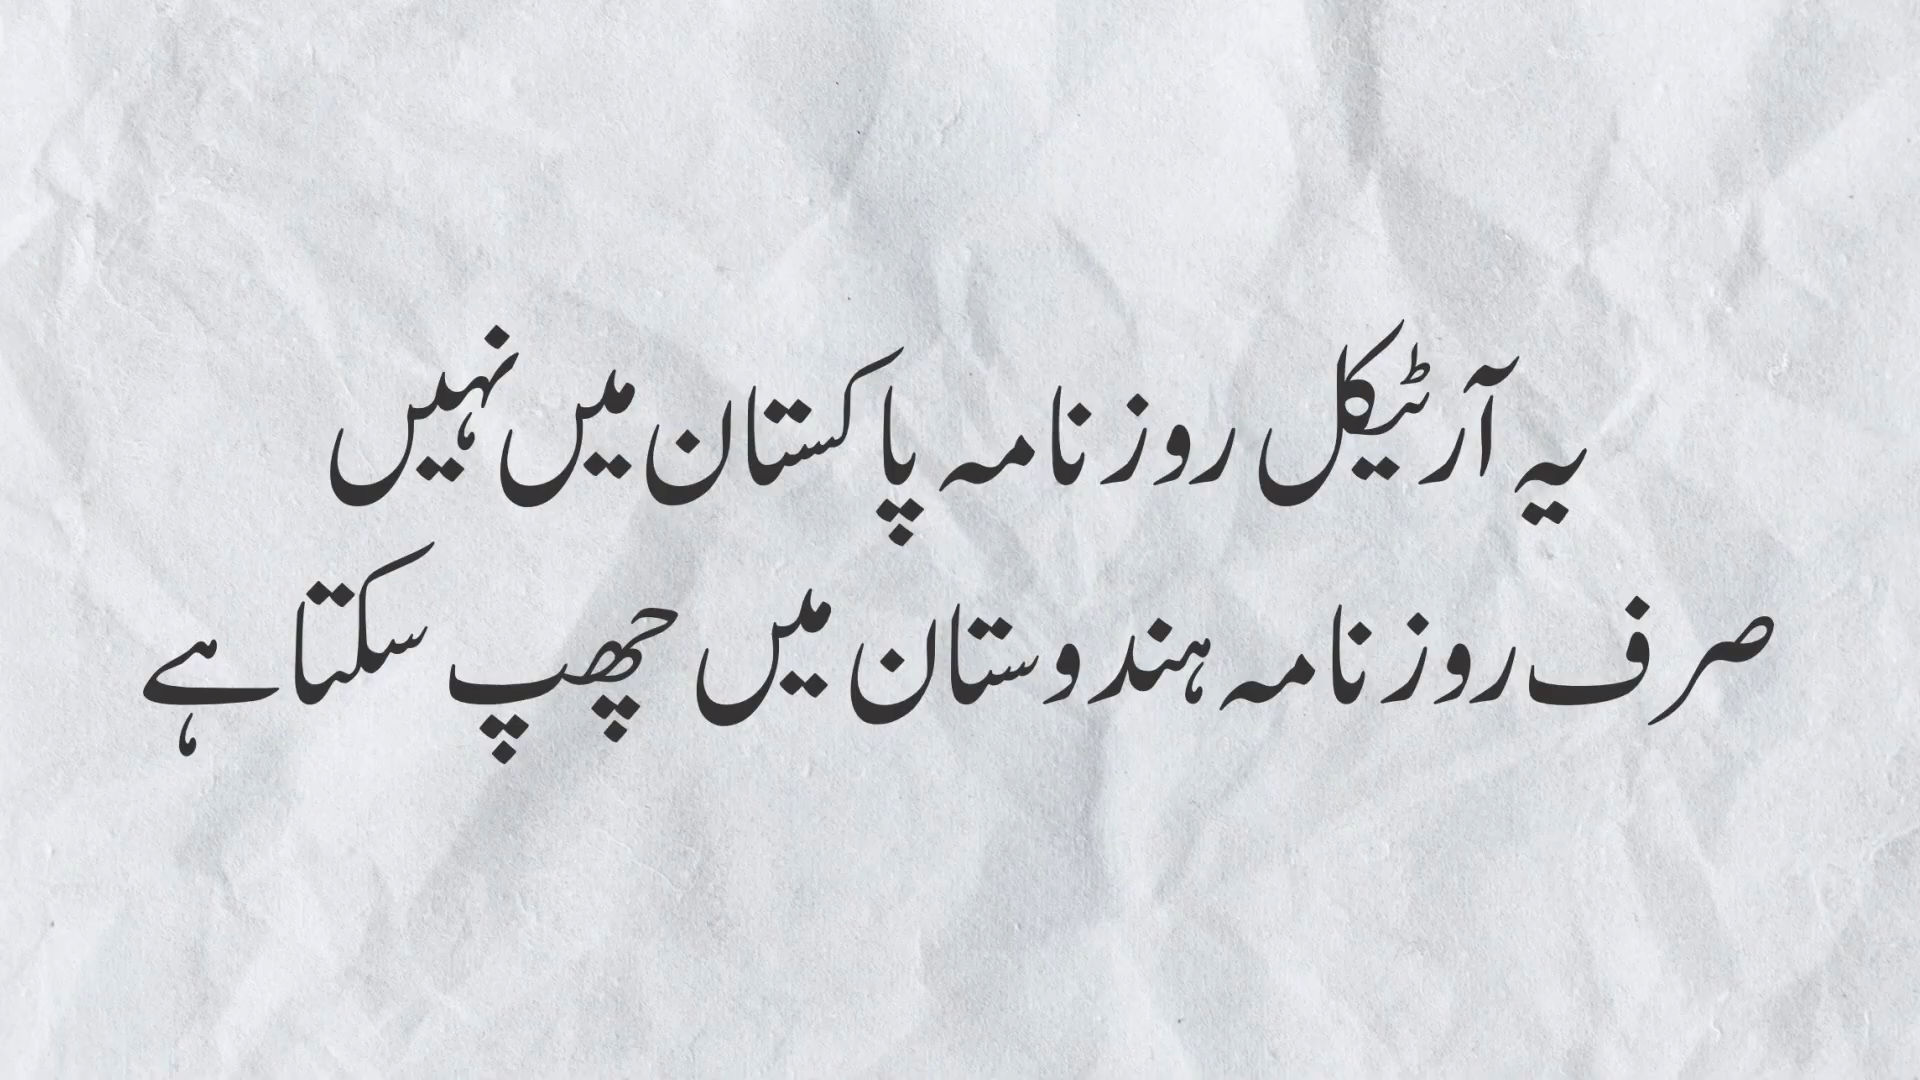 یہ آرٹیکل روزنامہ پاکستان میں نہیں
صرف روزنامہ ہندوستان میں چھپ سکتا ہے